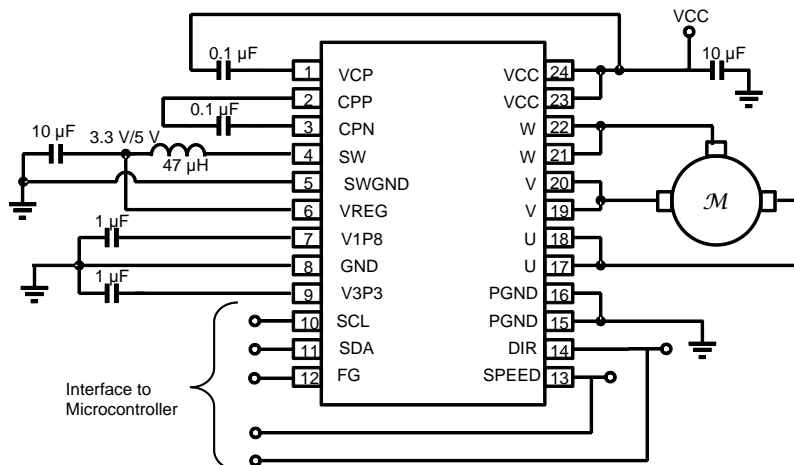 VCC
0.1 µF
10 µF
1 VCP VCC 24
2 CPP VCC 23
0.1 µF
3 CPN W 22
10 µF
3.3 V/5 V
47 µH
4 SW W 21
5 SWGND V 20
6 VREG V 19
M
1 µF
7 V1P8 U 18
8 GND U 17
1 µF
9 V3P3 PGND 16
10 SCL PGND 15
11 SDA DIR 14
12 FG SPEED 13
Interface to
Microcontroller